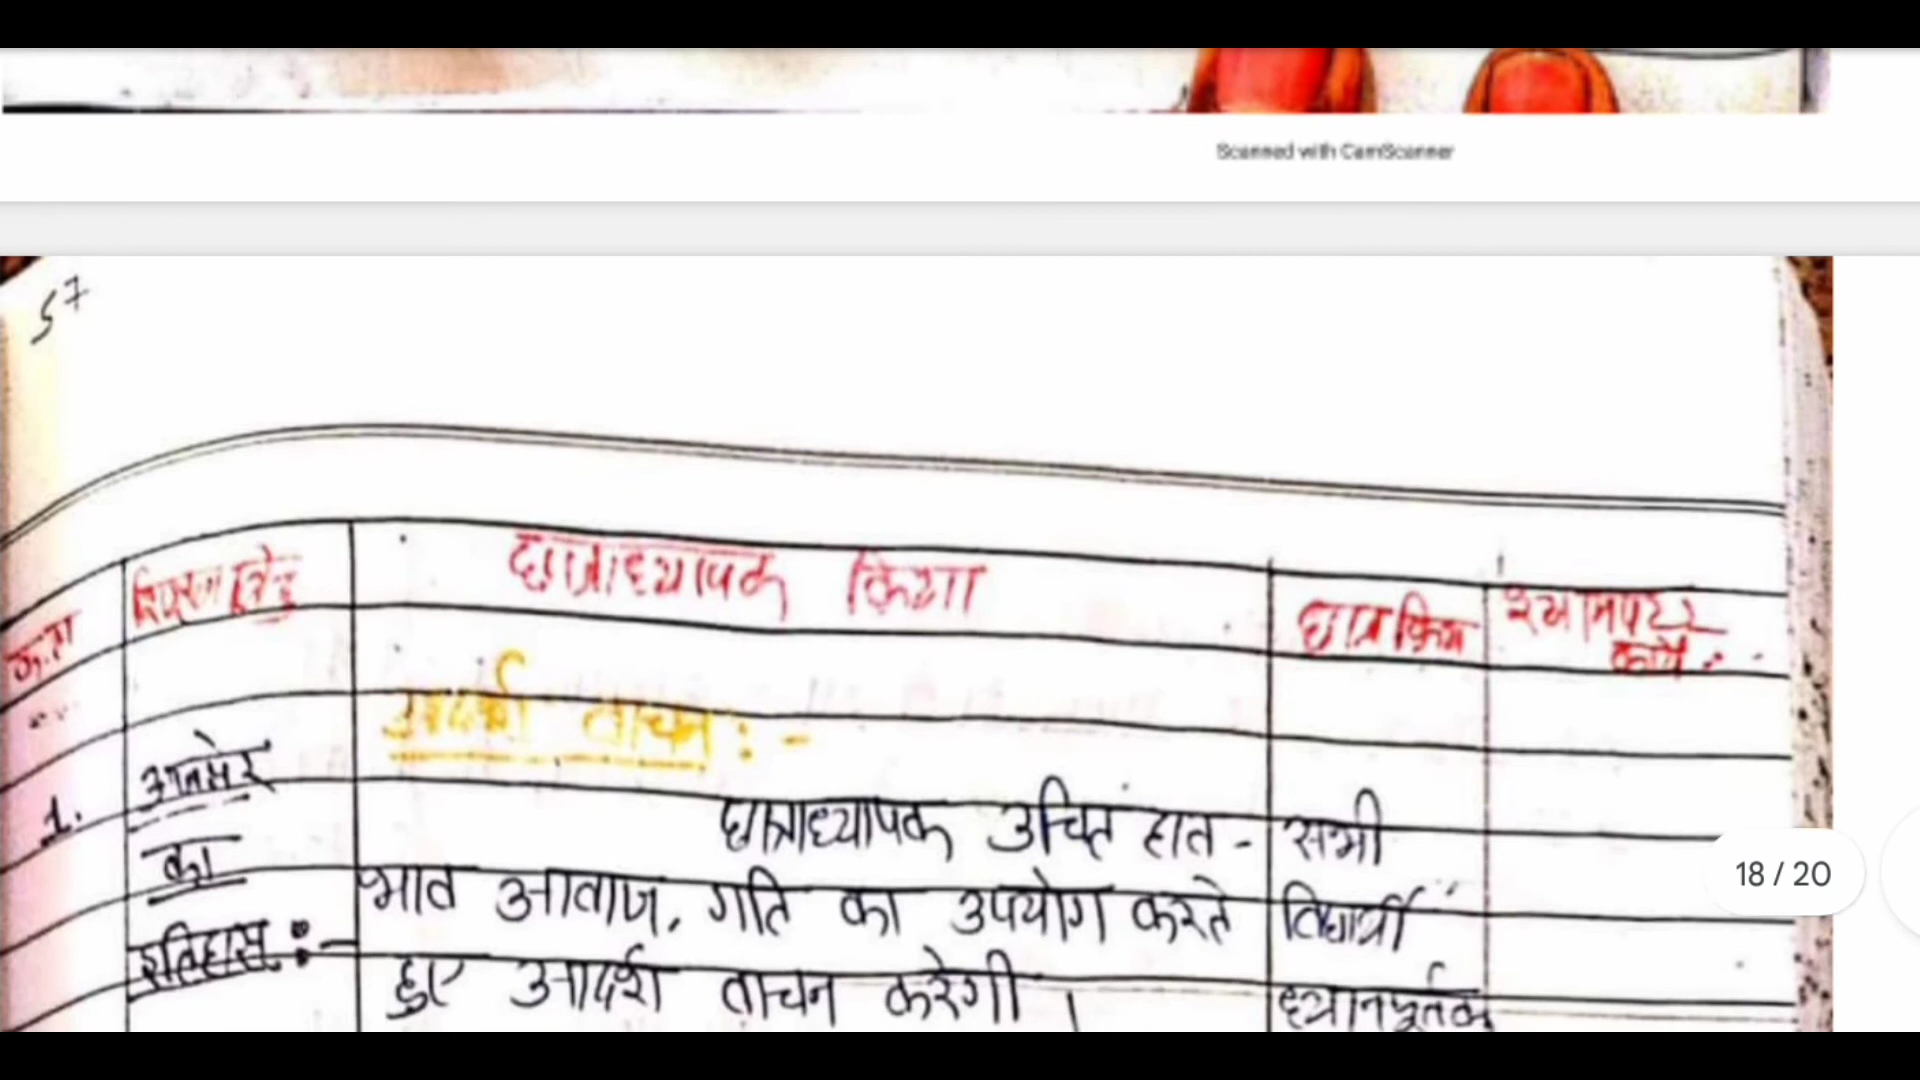 Scanned with CamScanner
57
क्र.स शिक्षण बिन्दु छात्राध्यापक क्रिया छात्र क्रिया श्यामपट्ट
कार्य :-
आदर्श वाचन :-
1. अजमेर
का
इतिहास :-
छात्राध्यापक उचित हाव -
भाव आवाज, गति का उपयोग करते
हुए आदर्श वाचन करेगी ।
सभी
विद्यार्थी
ध्यानपूर्वक
18 / 20